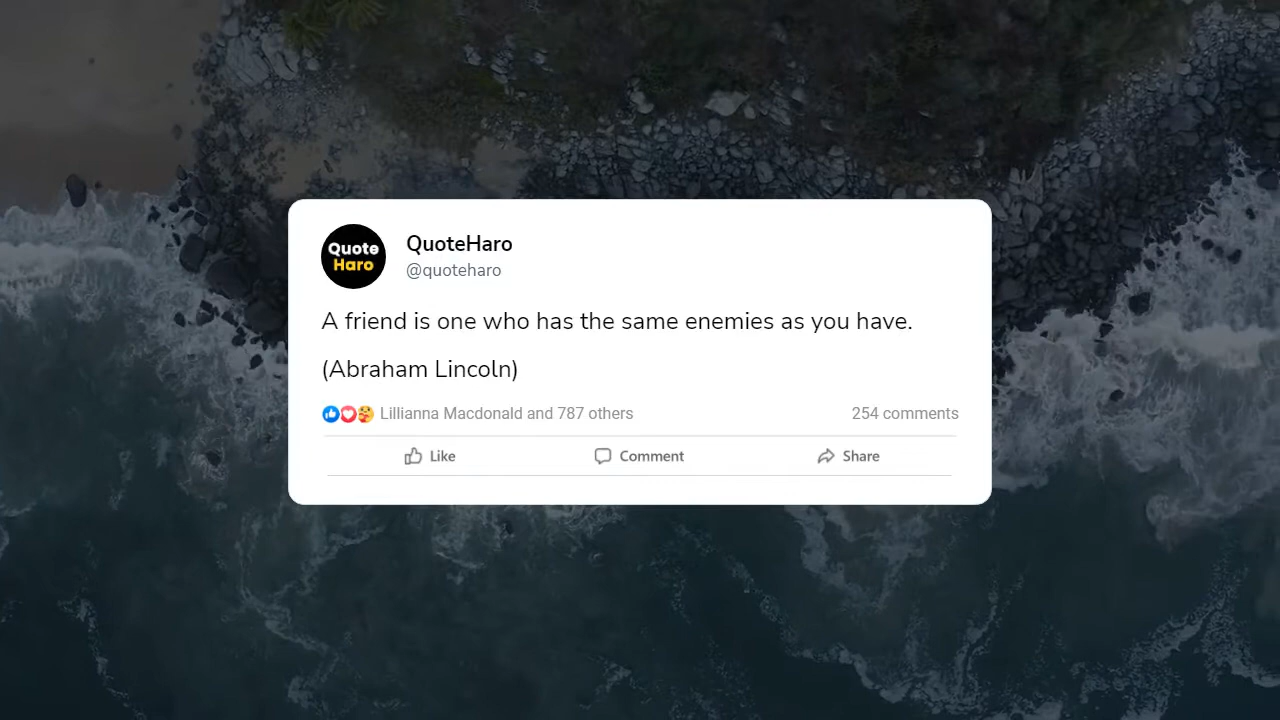 Quote
Haro
QuoteHaro
@quoteharo
A friend is one who has the same enemies as you have.
(Abraham Lincoln)
Lillianna Macdonald and 787 others
254 comments
Like
Comment
Share